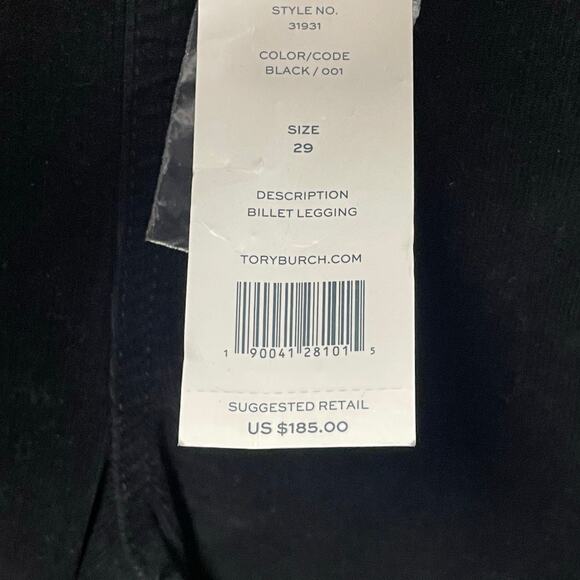 STYLE NO.
31931
COLOR/CODE
BLACK / 001
SIZE
29
DESCRIPTION
BILLET LEGGING
TORYBURCH.COM
1 90041 28101 5
SUGGESTED RETAIL
US $185.00